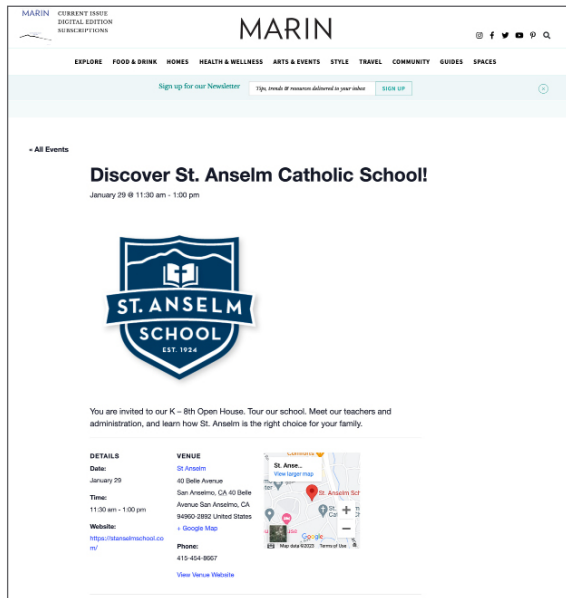 MARIN
CURRENT ISSUE
DIGITAL EDITION
SUBSCRIPTIONS
MARIN
EXPLORE FOOD & DRINK HOMES HEALTH & WELLNESS ARTS & EVENTS STYLE TRAVEL COMMUNITY GUIDES SPACES
Sign up for our Newsletter Tips, trends & resources delivered to your inbox SIGN UP
« All Events
Discover St. Anselm Catholic School!
January 29 @ 11:30 am - 1:00 pm
ST. ANSELM
SCHOOL
EST. 1924
You are invited to our K – 8th Open House. Tour our school. Meet our teachers and
administration, and learn how St. Anselm is the right choice for your family.
DETAILS
Date:
January 29
Time:
11:30 am - 1:00 pm
Website:
https://stanselmschool.co
m/
VENUE
St Anselm
40 Belle Avenue
San Anselmo, CA 40 Belle
Avenue San Anselmo, CA
94960-2892 United States
+ Google Map
Phone:
415-454-8667
View Venue Website
St. Anse...
View larger map
St. Anselm Sch
Google
Map data ©2023 Terms of Use